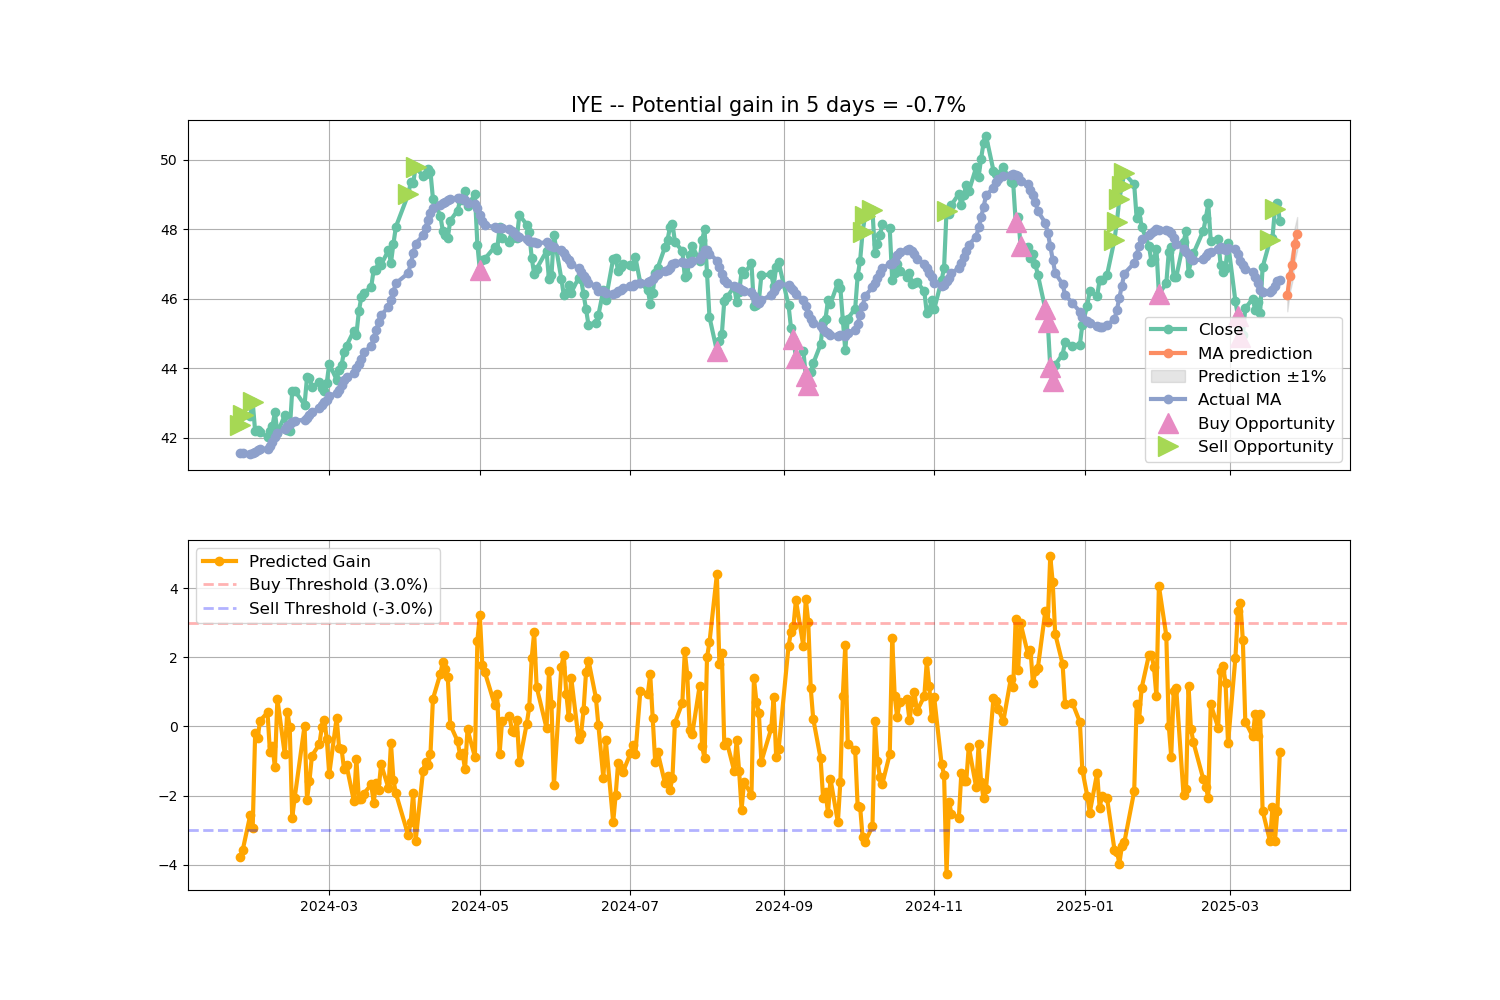 IYE -- Potential gain in 5 days = -0.7%
50
48
46
44
42
Close
MA prediction
Prediction ±1%
Actual MA
Buy Opportunity
Sell Opportunity
Predicted Gain
Buy Threshold (3.0%)
Sell Threshold (-3.0%)
4
2
0
−2
−4
2024-03
2024-05
2024-07
2024-09
2024-11
2025-01
2025-03